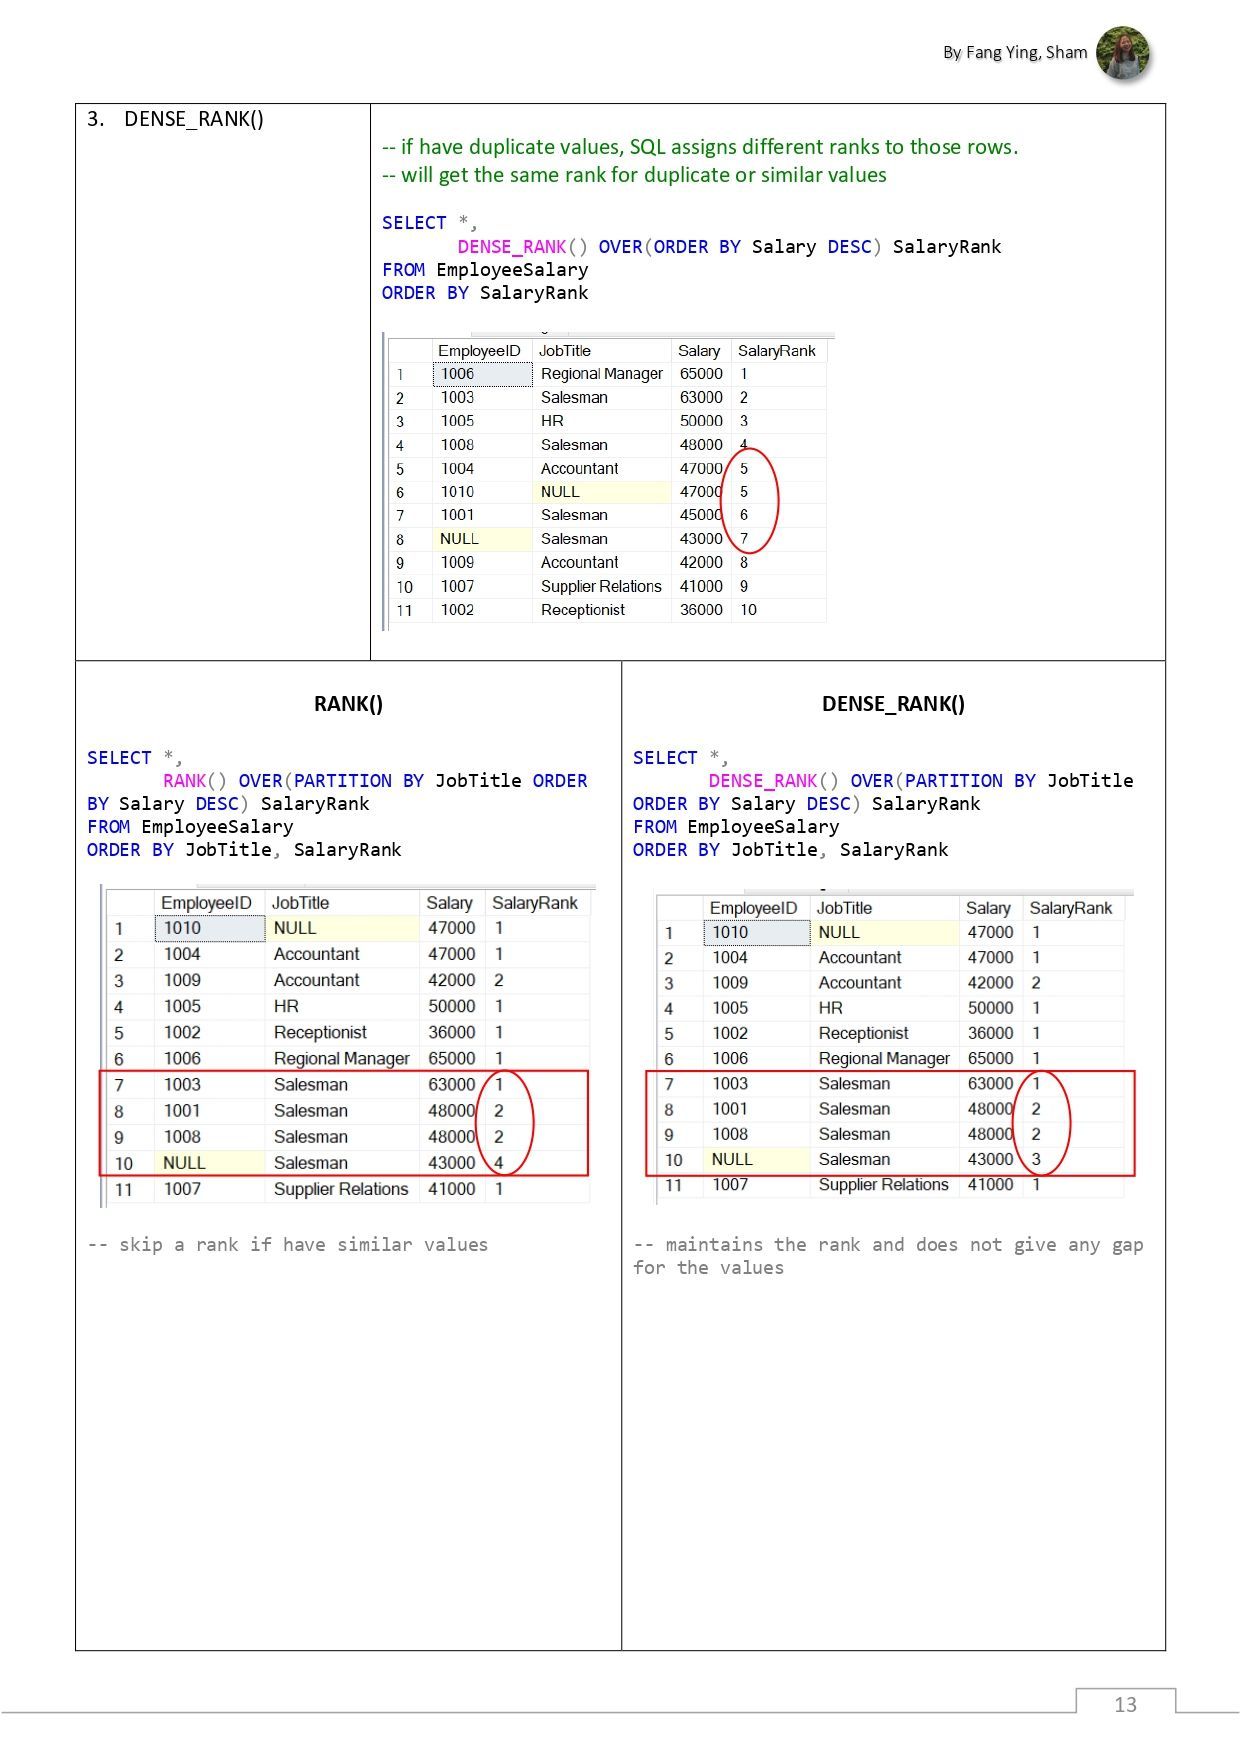 By Fang Ying, Sham
3. DENSE_RANK()
-- if have duplicate values, SQL assigns different ranks to those rows.
-- will get the same rank for duplicate or similar values
SELECT *,
DENSE_RANK() OVER(ORDER BY Salary DESC) SalaryRank
FROM EmployeeSalary
ORDER BY SalaryRank
EmployeeID JobTitle Salary SalaryRank
1 1006 Regional Manager 65000 1
2 1003 Salesman 63000 2
3 1005 HR 50000 3
4 1008 Salesman 48000 4
5 1004 Accountant 47000 5
6 1010 NULL 47000 5
7 1001 Salesman 45000 6
8 NULL Salesman 43000 7
9 1009 Accountant 42000 8
10 1007 Supplier Relations 41000 9
11 1002 Receptionist 36000 10
RANK()
SELECT *,
RANK() OVER(PARTITION BY JobTitle ORDER
BY Salary DESC) SalaryRank
FROM EmployeeSalary
ORDER BY JobTitle, SalaryRank
EmployeeID JobTitle Salary SalaryRank
1 1010 NULL 47000 1
2 1004 Accountant 47000 1
3 1009 Accountant 42000 2
4 1005 HR 50000 1
5 1002 Receptionist 36000 1
6 1006 Regional Manager 65000 1
7 1003 Salesman 63000 1
8 1001 Salesman 48000 2
9 1008 Salesman 48000 2
10 NULL Salesman 43000 4
11 1007 Supplier Relations 41000 1
-- skip a rank if have similar values
DENSE_RANK()
SELECT *,
DENSE_RANK() OVER(PARTITION BY JobTitle
ORDER BY Salary DESC) SalaryRank
FROM EmployeeSalary
ORDER BY JobTitle, SalaryRank
EmployeeID JobTitle Salary SalaryRank
1 1010 NULL 47000 1
2 1004 Accountant 47000 1
3 1009 Accountant 42000 2
4 1005 HR 50000 1
5 1002 Receptionist 36000 1
6 1006 Regional Manager 65000 1
7 1003 Salesman 63000 1
8 1001 Salesman 48000 2
9 1008 Salesman 48000 2
10 NULL Salesman 43000 3
11 1007 Supplier Relations 41000 1
-- maintains the rank and does not give any gap
for the values
13